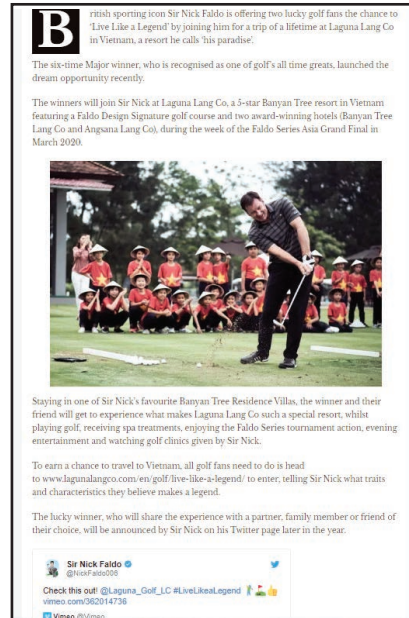 British sporting icon Sir Nick Faldo is offering two lucky golf fans the chance to
'Live Like a Legend' by joining him for a trip of a lifetime at Laguna Lang Co
in Vietnam, a resort he calls 'his paradise'.
The six-time Major winner, who is recognised as one of golf's all time greats, launched the
dream opportunity recently.
The winners will join Sir Nick at Laguna Lang Co, a 5-star Banyan Tree resort in Vietnam
featuring a Faldo Design Signature golf course and two award-winning hotels (Banyan Tree
Lang Co and Angsana Lang Co), during the week of the Faldo Series Asia Grand Final in
March 2020.
Staying in one of Sir Nick's favourite Banyan Tree Residence Villas, the winner and their
friend will get to experience what makes Laguna Lang Co such a special resort, whilst
playing golf, receiving spa treatments, enjoying the Faldo Series tournament action, evening
entertainment and watching golf clinics given by Sir Nick.
To earn a chance to travel to Vietnam, all golf fans need to do is head
to www.lagunalangco.com/en/golf/live-like-a-legend/ to enter, telling Sir Nick what traits
and characteristics they believe makes a legend.
The lucky winner, who will share the experience with a partner, family member or friend of
their choice, will be announced by Sir Nick on his Twitter page later in the year.
Sir Nick Faldo
@NickFaldo006
Check this out! @Laguna_Golf_LC #LiveLikeaLegend
vimeo.com/362014736
Vimeo @Vimeo